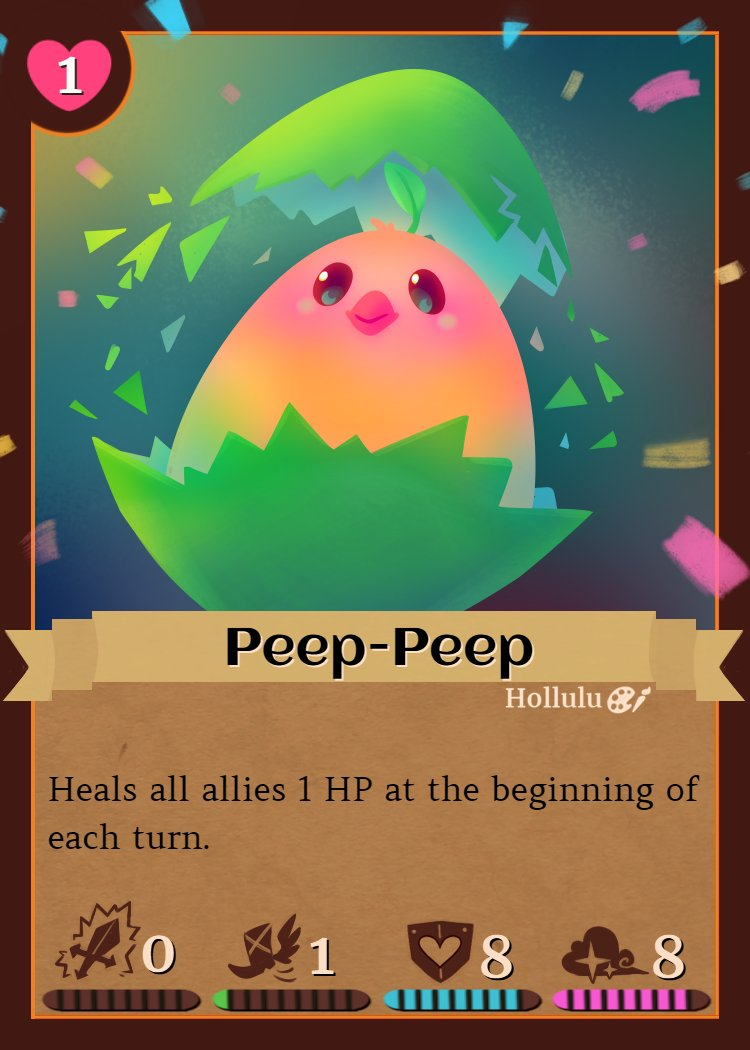 1
Peep-Peep
Hollulu
Heals all allies 1 HP at the beginning of
each turn.
0 1 8 8